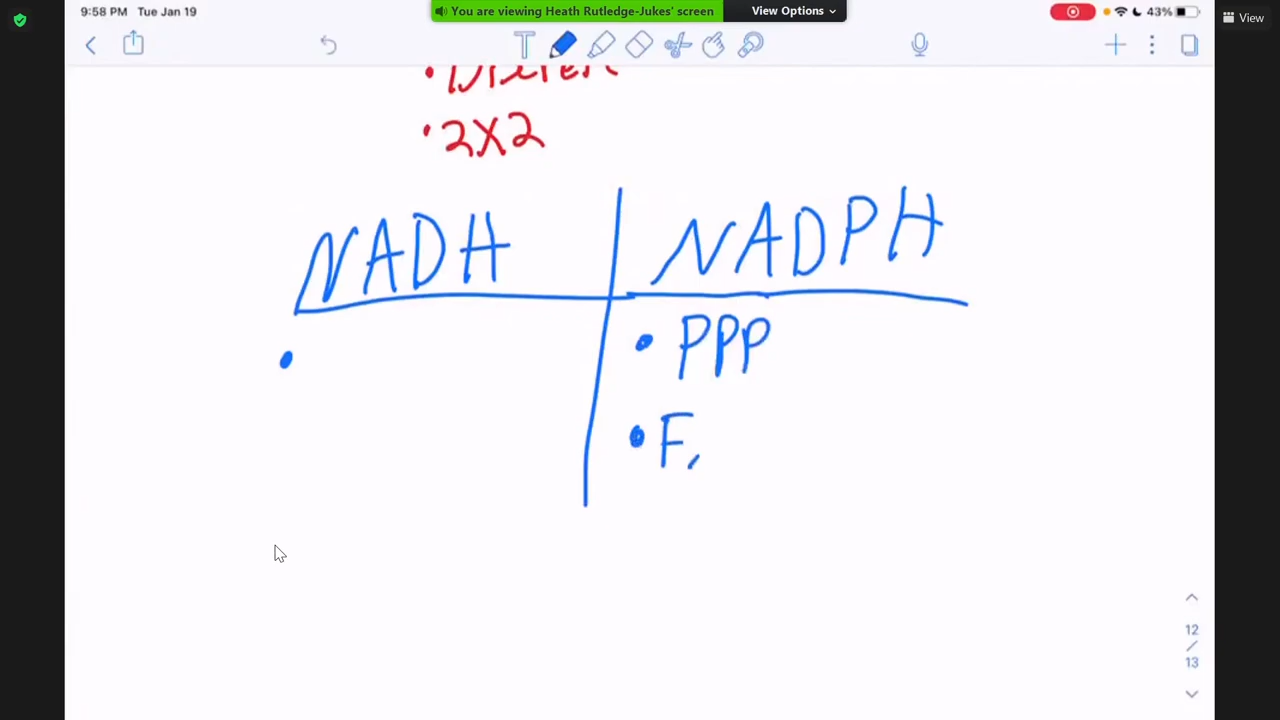 9:58 PM Tue Jan 19
You are viewing Heath Rutledge-Jukes' screen
View Options
43%
View
T
• 2X2
NADH
NADPH
• PPP
• F
12
/
13